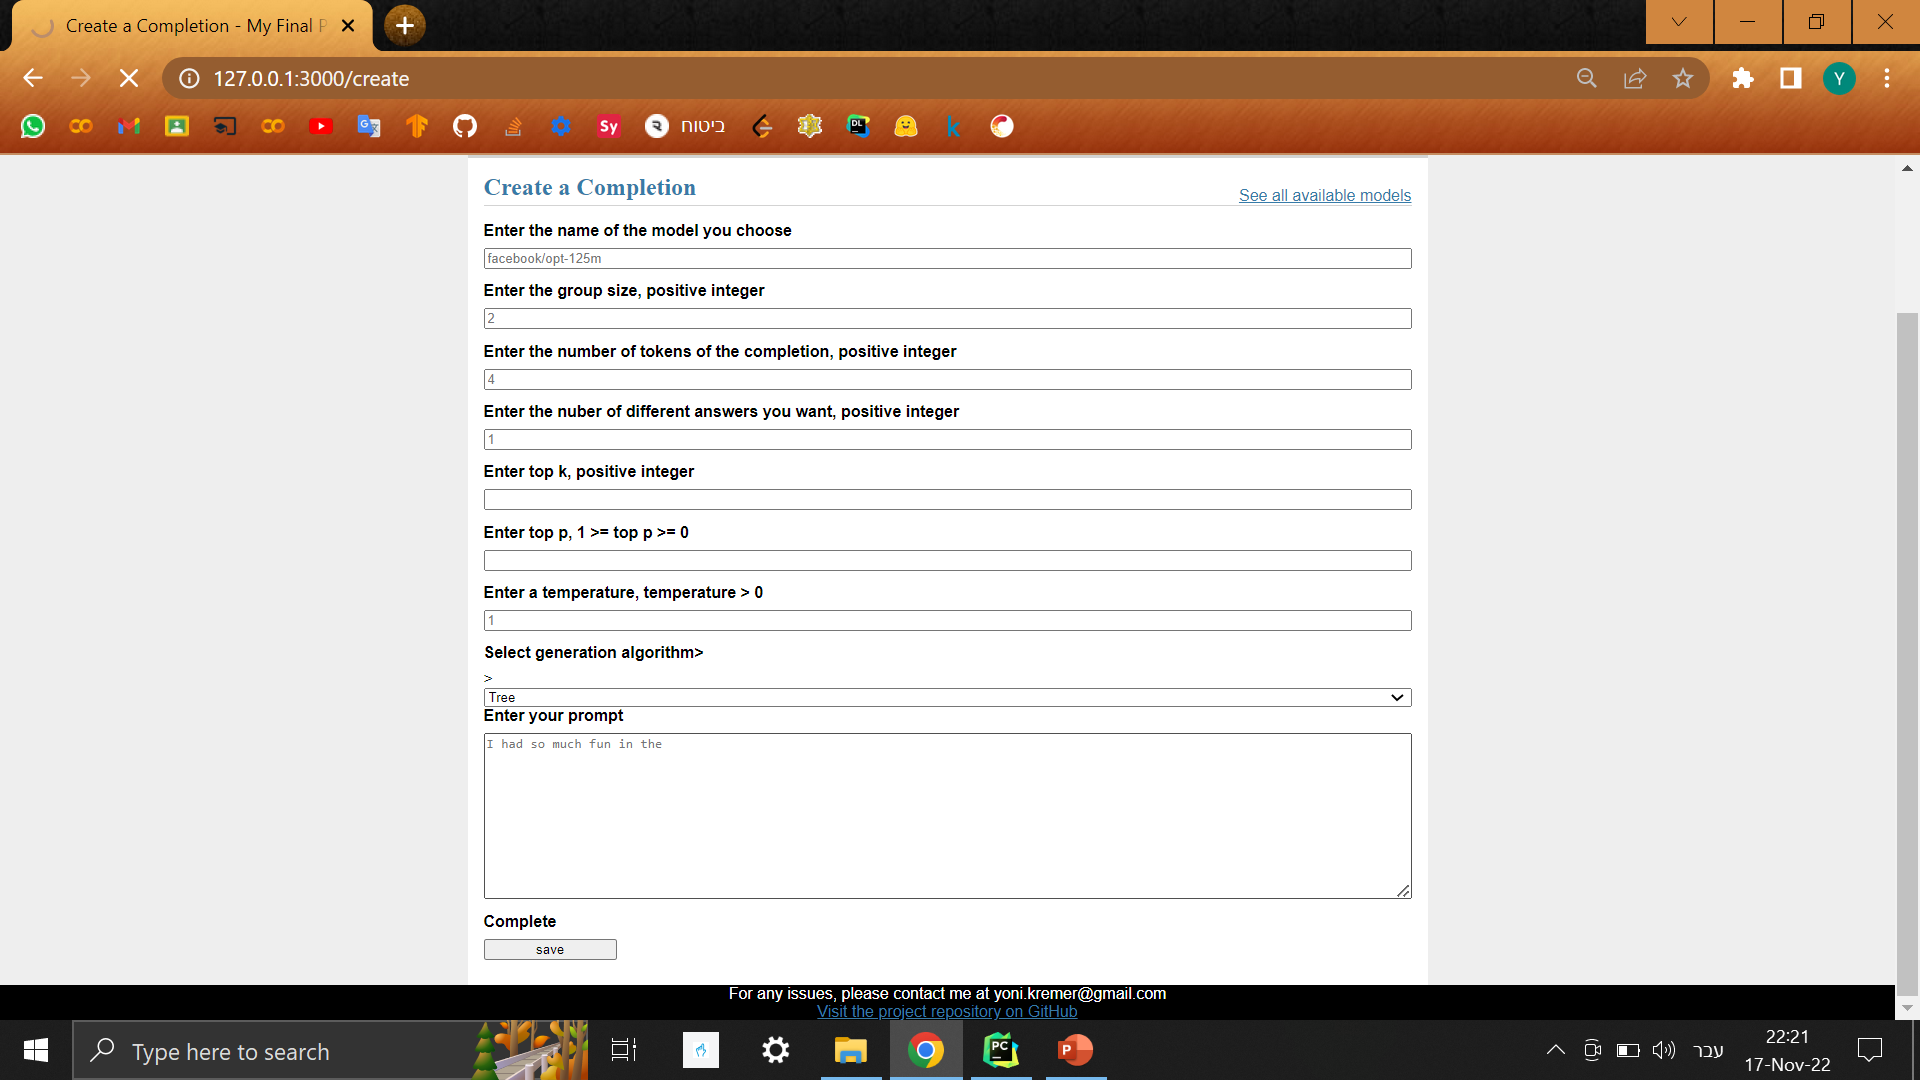 Create a Completion - My Final P
127.0.0.1:3000/create
Sy
ביטוח
DL
k
Y
Create a Completion
See all available models
Enter the name of the model you choose
facebook/opt-125m
Enter the group size, positive integer
2
Enter the number of tokens of the completion, positive integer
4
Enter the nuber of different answers you want, positive integer
1
Enter top k, positive integer
Enter top p, 1 >= top p >= 0
Enter a temperature, temperature > 0
1
Select generation algorithm>
>
Tree
Enter your prompt
I had so much fun in the
Complete
save
For any issues, please contact me at yoni.kremer@gmail.com
Visit the project repository on GitHub
Type here to search
PC
P
עבר
22:21
17-Nov-22